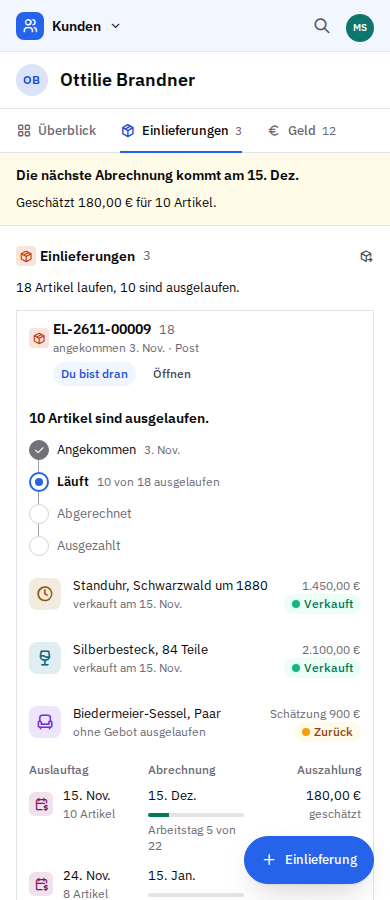 Kunden
MS
OB
Ottilie Brandner
Überblick
Einlieferungen 3
Geld 12
Die nächste Abrechnung kommt am 15. Dez.
Geschätzt 180,00 € für 10 Artikel.
Einlieferungen 3
18 Artikel laufen, 10 sind ausgelaufen.
EL-2611-00009 18
angekommen 3. Nov. · Post
Du bist dran
Öffnen
10 Artikel sind ausgelaufen.
Angekommen 3. Nov.
Läuft 10 von 18 ausgelaufen
Abgerechnet
Ausgezahlt
Standuhr, Schwarzwald um 1880 1.450,00 €
verkauft am 15. Nov. Verkauft
Silberbesteck, 84 Teile 2.100,00 €
verkauft am 15. Nov. Verkauft
Biedermeier-Sessel, Paar Schätzung 900 €
ohne Gebot ausgelaufen Zurück
Auslauftag Abrechnung Auszahlung
15. Nov. 15. Dez. 180,00 €
10 Artikel geschätzt
Arbeitstag 5 von
22
24. Nov. 15. Jan.
8 Artikel
Einlieferung